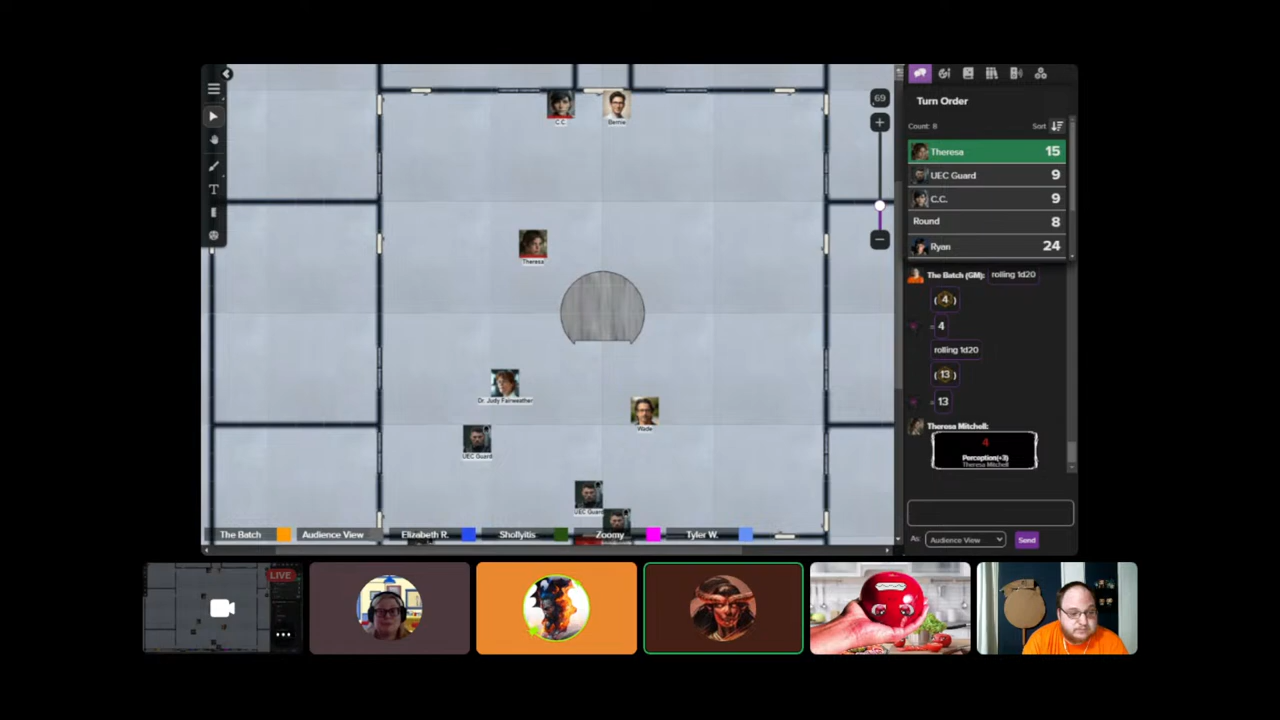 69
Turn Order
Count: 8 Sort
Theresa 15
UEC Guard 9
C.C. 9
Round 8
Ryan 24
The Batch (GM): rolling 1d20
(4)
= 4
rolling 1d20
(13)
= 13
Theresa Mitchell:
4
Perception(+3)
Theresa Mitchell
As: Audience View Send
C.C.
Bernie
Theresa
Dr. Judy Fairweather
Wade
UEC Guard
UEC Guard
The Batch Audience View Elizabeth R. Shollyitis Zoomy Tyler W.
LIVE